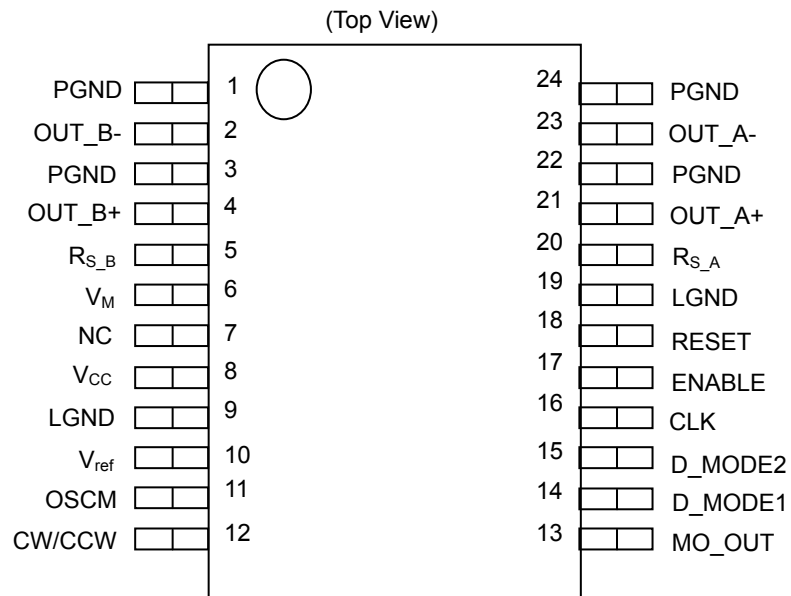 (Top View)
PGND 1 24 PGND
OUT_B- 2 23 OUT_A-
PGND 3 22 PGND
OUT_B+ 4 21 OUT_A+
RS_B 5 20 RS_A
VM 6 19 LGND
NC 7 18 RESET
VCC 8 17 ENABLE
LGND 9 16 CLK
Vref 10 15 D_MODE2
OSCM 11 14 D_MODE1
CW/CCW 12 13 MO_OUT